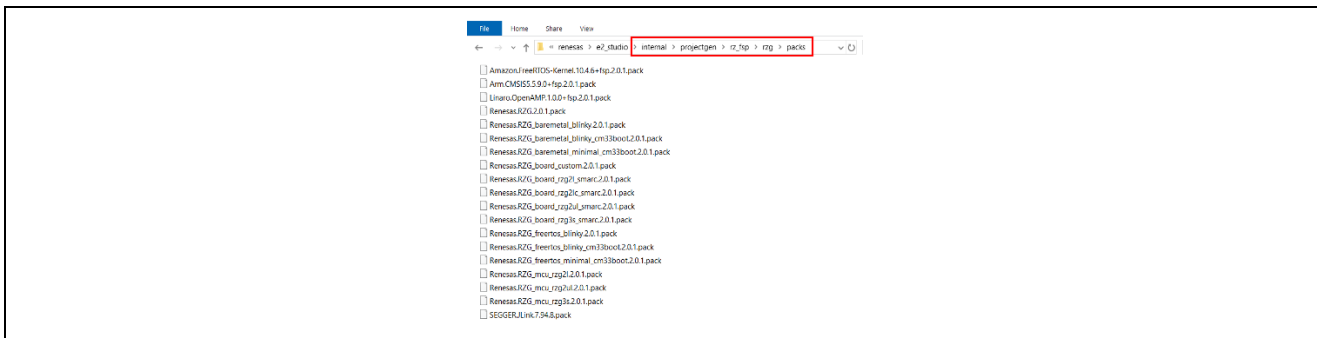 File Home Share View
« renesas > e2_studio > internal > projectgen > rz_fsp > rzg > packs
Amazon.FreeRTOS-Kernel.10.4.6+fsp.2.0.1.pack
Arm.CMSIS5.5.9.0+fsp.2.0.1.pack
Linaro.OpenAMP.1.0.0+fsp.2.0.1.pack
Renesas.RZG.2.0.1.pack
Renesas.RZG_baremetal_blinky.2.0.1.pack
Renesas.RZG_baremetal_blinky_cm33boot.2.0.1.pack
Renesas.RZG_baremetal_minimal_cm33boot.2.0.1.pack
Renesas.RZG_board_custom.2.0.1.pack
Renesas.RZG_board_rzg2l_smarc.2.0.1.pack
Renesas.RZG_board_rzg2lc_smarc.2.0.1.pack
Renesas.RZG_board_rzg2ul_smarc.2.0.1.pack
Renesas.RZG_board_rzg3s_smarc.2.0.1.pack
Renesas.RZG_freertos_blinky.2.0.1.pack
Renesas.RZG_freertos_blinky_cm33boot.2.0.1.pack
Renesas.RZG_freertos_minimal_cm33boot.2.0.1.pack
Renesas.RZG_mcu_rzg2l.2.0.1.pack
Renesas.RZG_mcu_rzg2ul.2.0.1.pack
Renesas.RZG_mcu_rzg3s.2.0.1.pack
SEGGER.JLink.7.94.8.pack